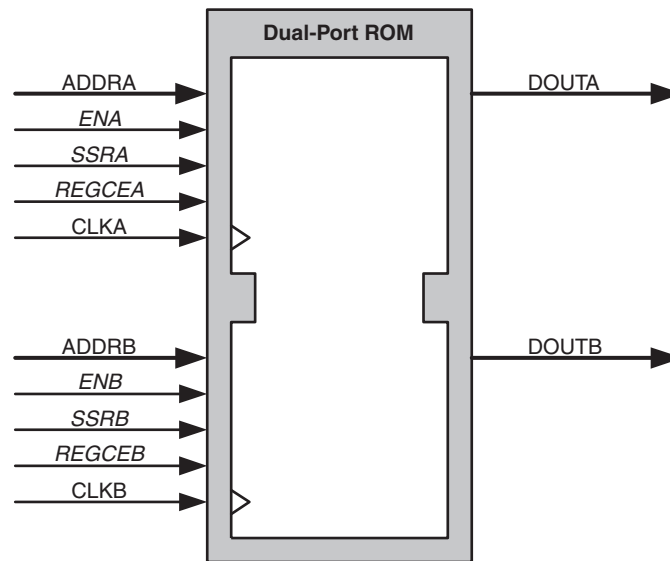 Dual-Port ROM
ADDRA
ENA
SSRA
REGCEA
CLKA
DOUTA
ADDRB
ENB
SSRB
REGCEB
CLKB
DOUTB